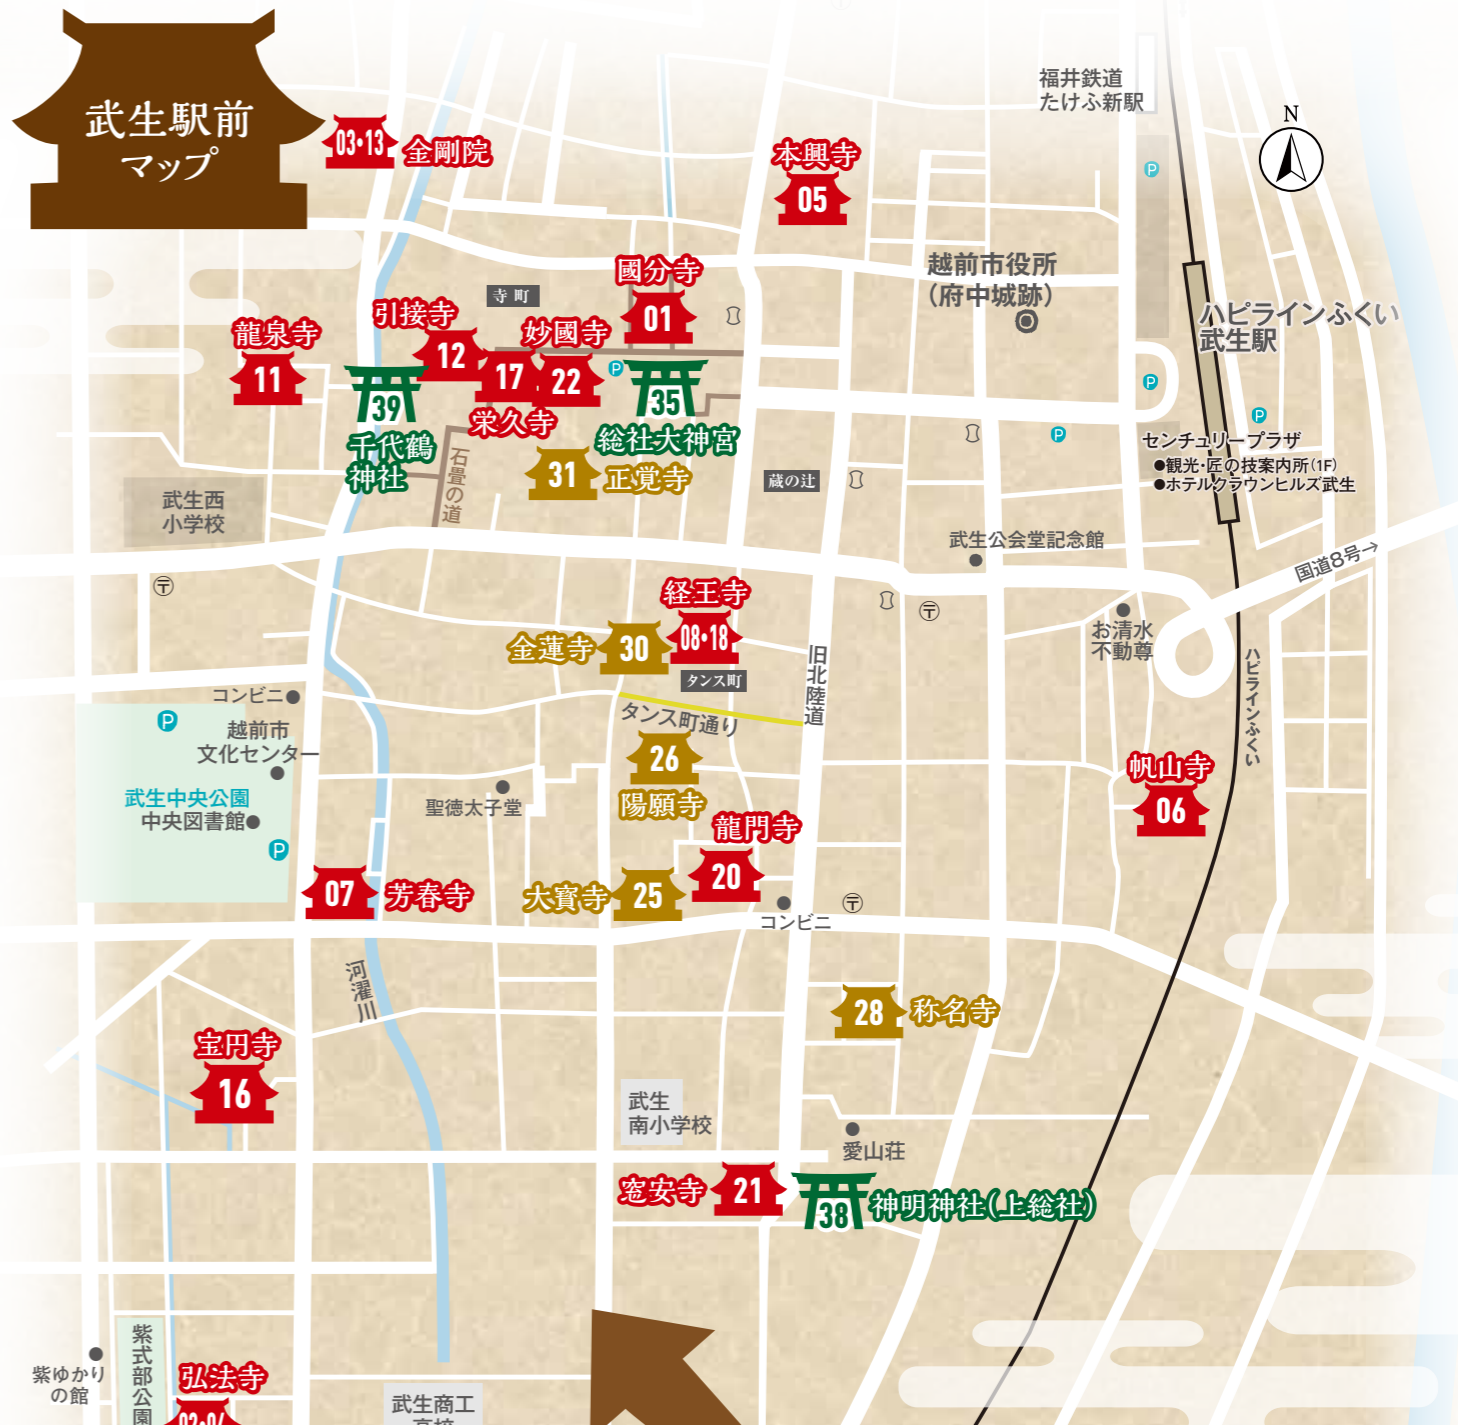 武生駅前
マップ
03・13
金剛院
本興寺
05
福井鉄道
たけふ新駅
N
P
國分寺
01
寺町
越前市役所
(府中城跡)
ハピラインふくい
武生駅
引接寺
12
妙國寺
22
龍泉寺
11
17
栄久寺
39
千代鶴
神社
P
35
総社大神宮
P
P
P
センチュリープラザ
●観光・匠の技案内所(1F)
●ホテルクラウンヒルズ武生
石畳の道
31
正覚寺
蔵の辻
武生西
小学校
武生公会堂記念館
国道8号→
〒
〒
経王寺
08・18
金蓮寺
30
タンス町
お清水
不動尊
旧北陸道
ハピラインふくい
タンス町通り
コンビニ
P
越前市
文化センター
26
陽願寺
帆山寺
06
武生中央公園
中央図書館
P
聖徳太子堂
龍門寺
20
07
芳春寺
大寳寺
25
コンビニ
〒
河濯川
28
称名寺
宝円寺
16
武生
南小学校
愛山荘
窓安寺
21
38
神明神社(上総社)
紫式部公園
紫ゆかり
の館
弘法寺
武生商工
高校